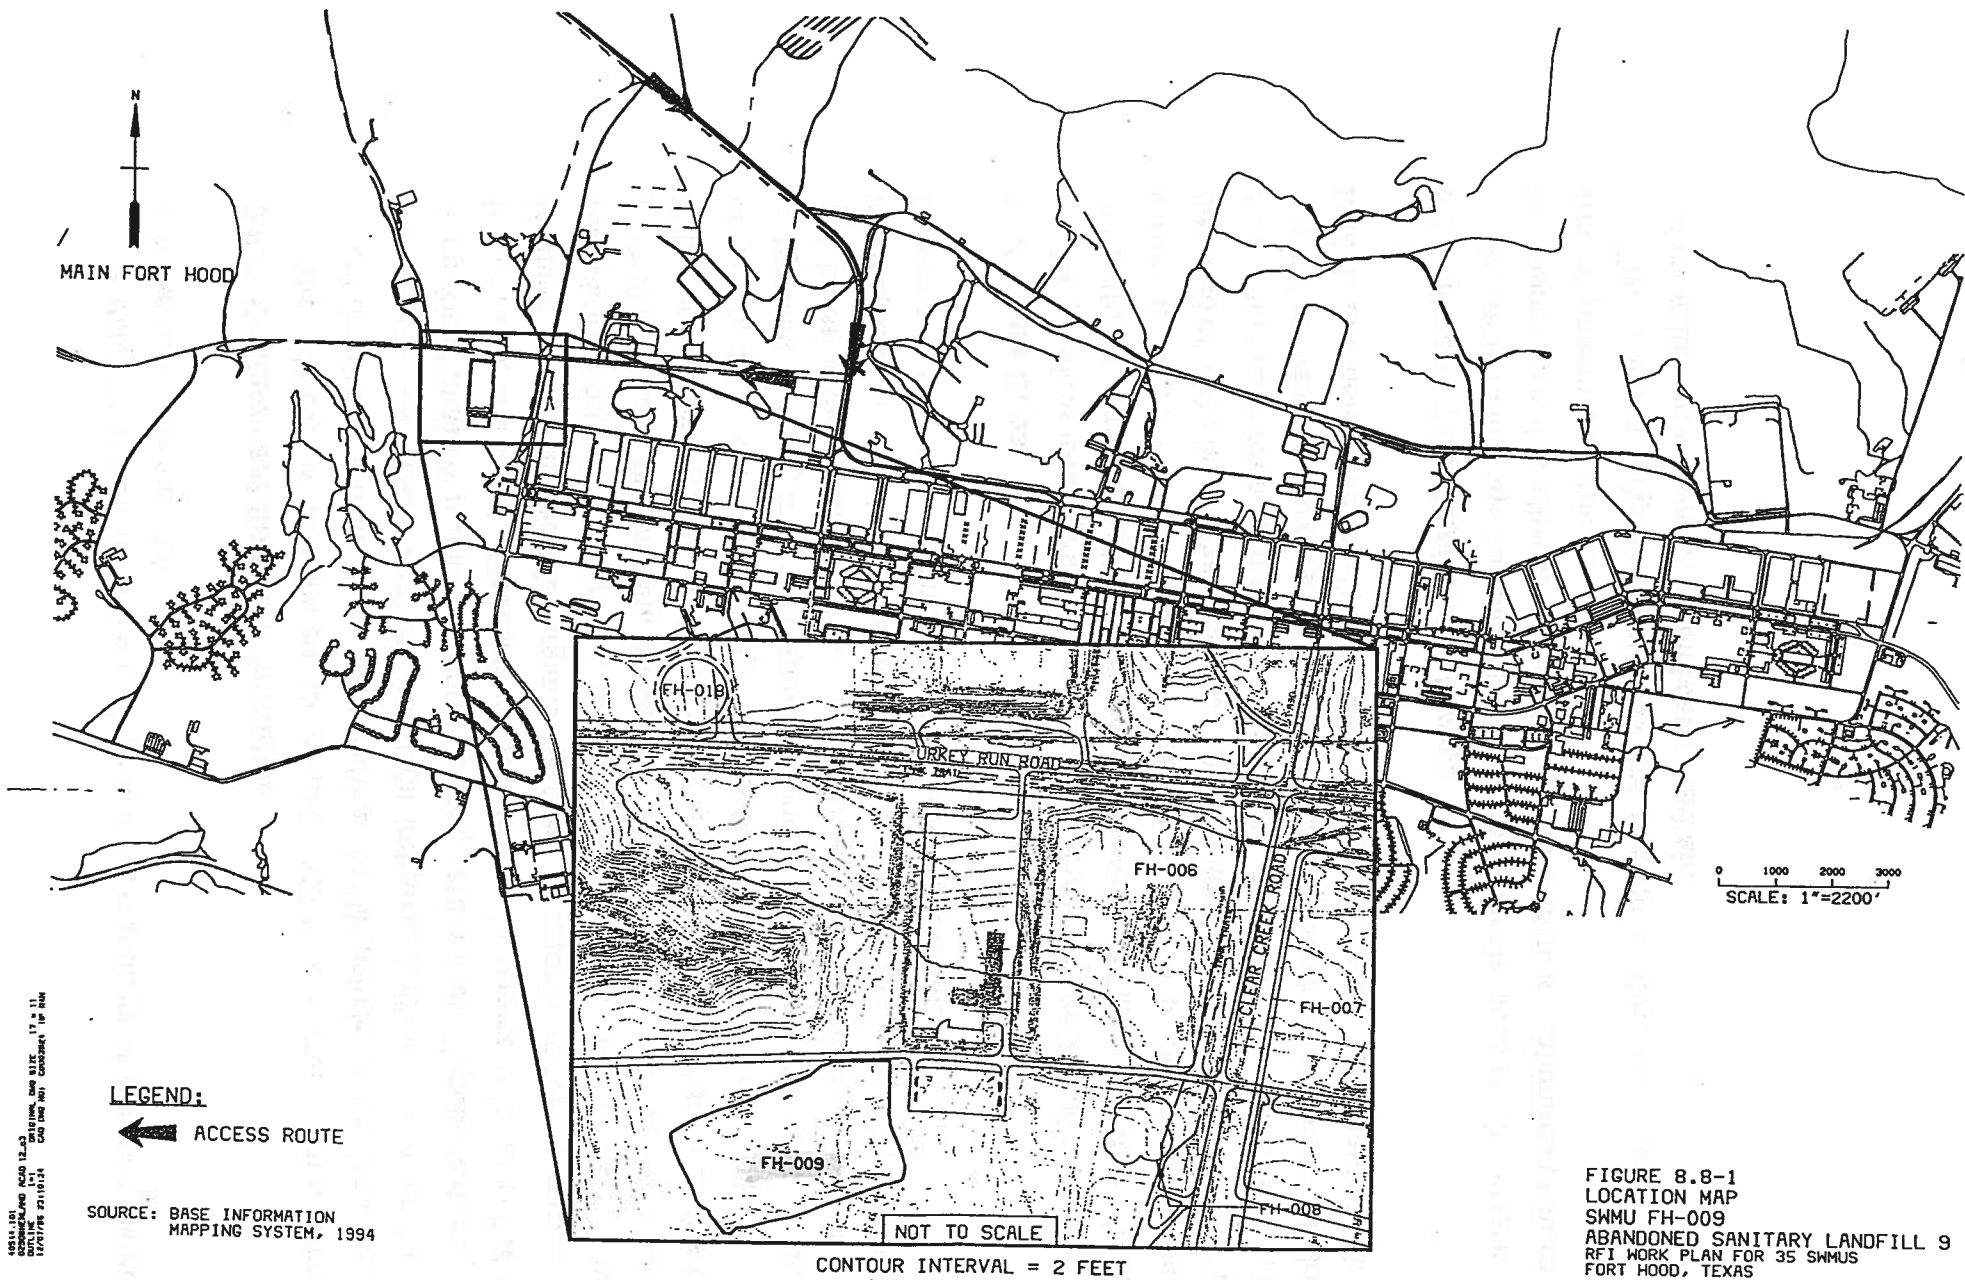 N
MAIN FORT HOOD
FH-018
URKEY RUN ROAD
TRAIL
FH-006
CLEAR CREEK ROAD
FH-007
FH-009
FH-008
NOT TO SCALE
CONTOUR INTERVAL = 2 FEET
0 1000 2000 3000
SCALE: 1"=2200'
LEGEND:
ACCESS ROUTE
SOURCE: BASE INFORMATION
MAPPING SYSTEM, 1994
FIGURE 8.8-1
LOCATION MAP
SWMU FH-009
ABANDONED SANITARY LANDFILL 9
RFI WORK PLAN FOR 35 SWMUS
FORT HOOD, TEXAS